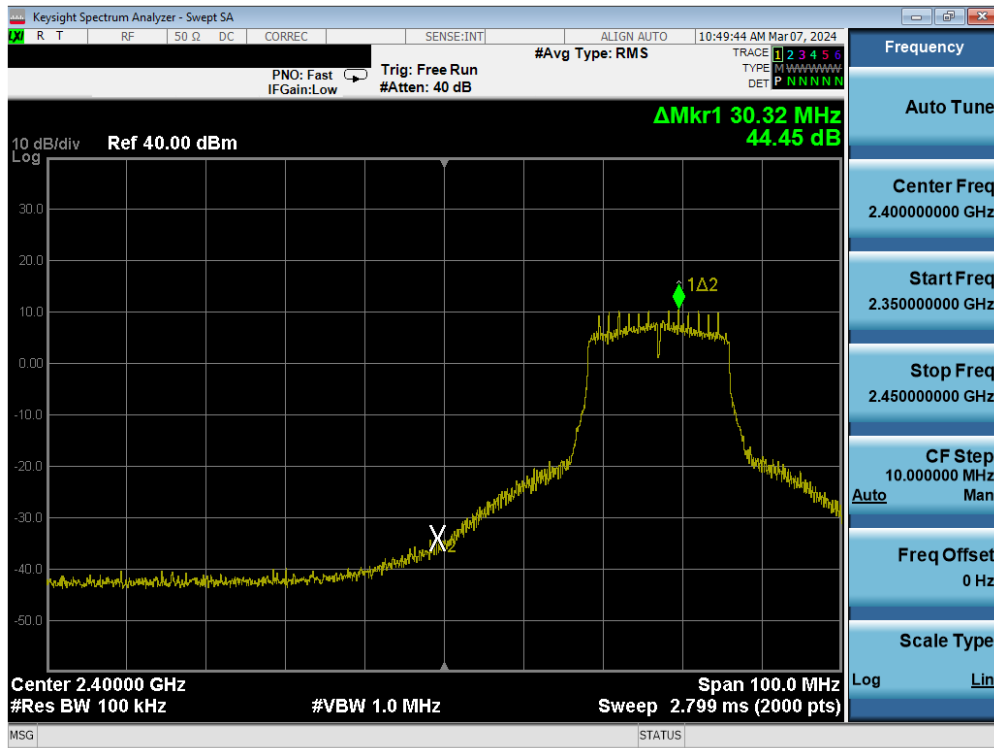 Keysight Spectrum Analyzer - Swept SA
LXI R T RF 50 Ω DC CORREC SENSE:INT ALIGN AUTO 10:49:44 AM Mar 07, 2024
#Avg Type: RMS
TRACE 1 2 3 4 5 6
TYPE M W W W W W
DET P N N N N N
PNO: Fast
IFGain:Low
Trig: Free Run
#Atten: 40 dB
ΔMkr1 30.32 MHz
44.45 dB
10 dB/div Ref 40.00 dBm
Log
30.0
20.0
10.0
0.00
-10.0
-20.0
-30.0
-40.0
-50.0
1Δ2
2
Center 2.40000 GHz Span 100.0 MHz
#Res BW 100 kHz #VBW 1.0 MHz Sweep 2.799 ms (2000 pts)
MSG STATUS
Frequency
Auto Tune
Center Freq
2.400000000 GHz
Start Freq
2.350000000 GHz
Stop Freq
2.450000000 GHz
CF Step
10.000000 MHz
Auto Man
Freq Offset
0 Hz
Scale Type
Log Lin